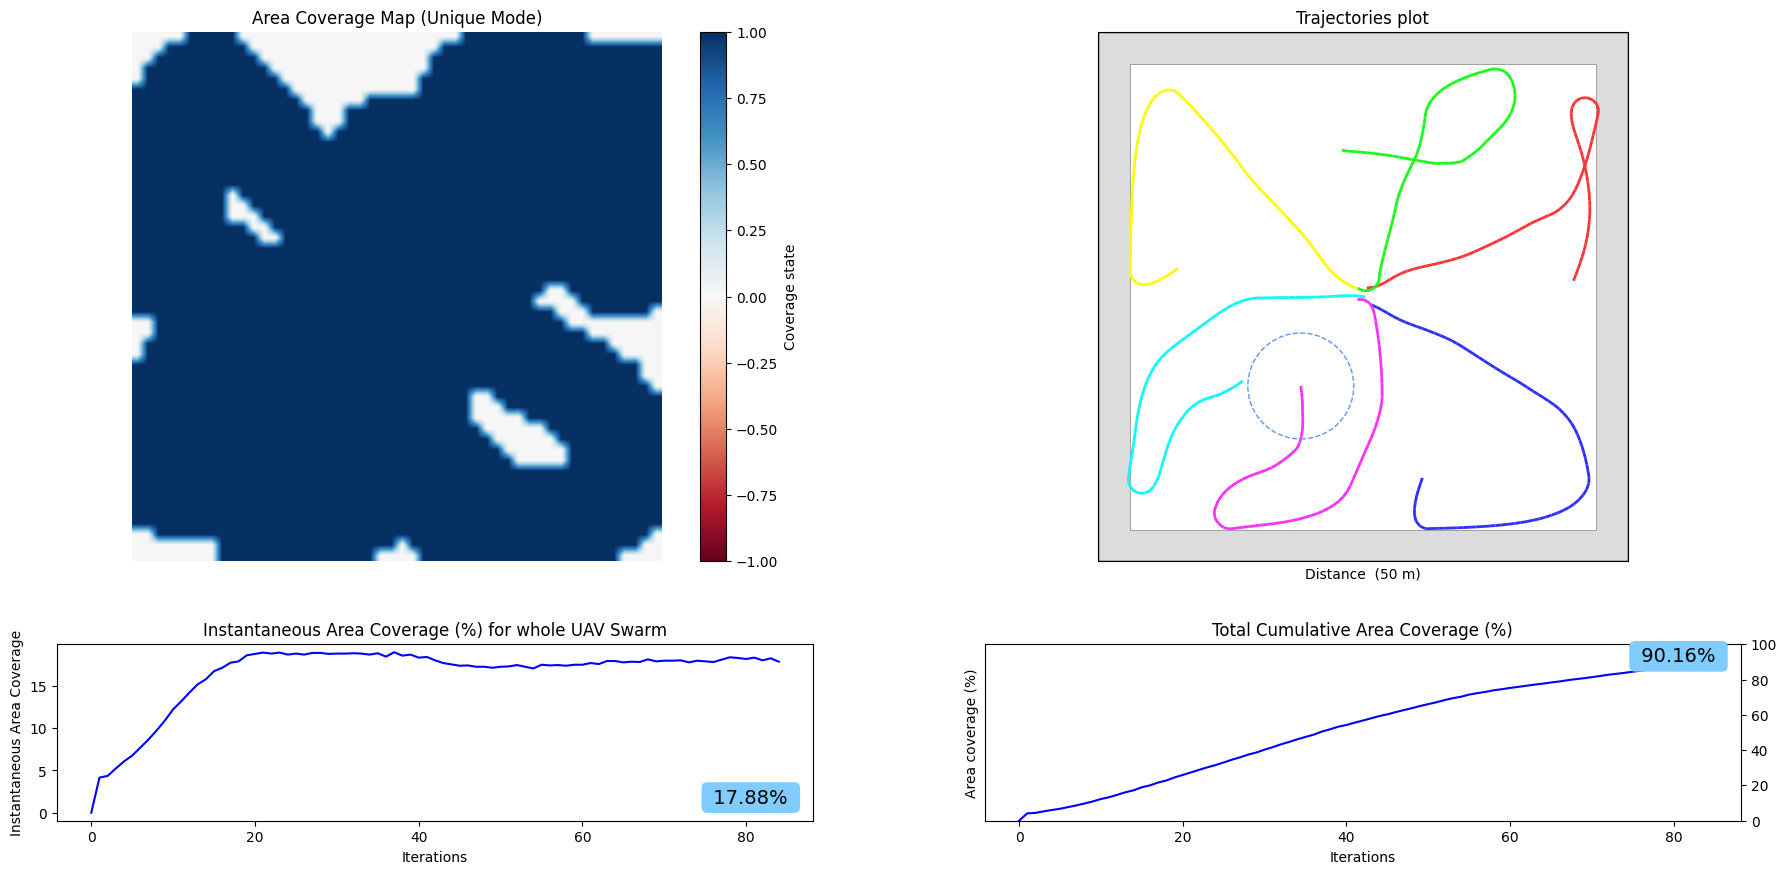 Area Coverage Map (Unique Mode)
1.00
0.75
0.50
0.25
0.00
−0.25
−0.50
−0.75
−1.00
Coverage state
Trajectories plot
Distance  (50 m)
Instantaneous Area Coverage (%) for whole UAV Swarm
Instantaneous Area Coverage
15
10
5
0
17.88%
0 20 40 60 80
Iterations
Total Cumulative Area Coverage (%)
Area coverage (%)
90.16%
100
80
60
40
20
0
0 20 40 60 80
Iterations